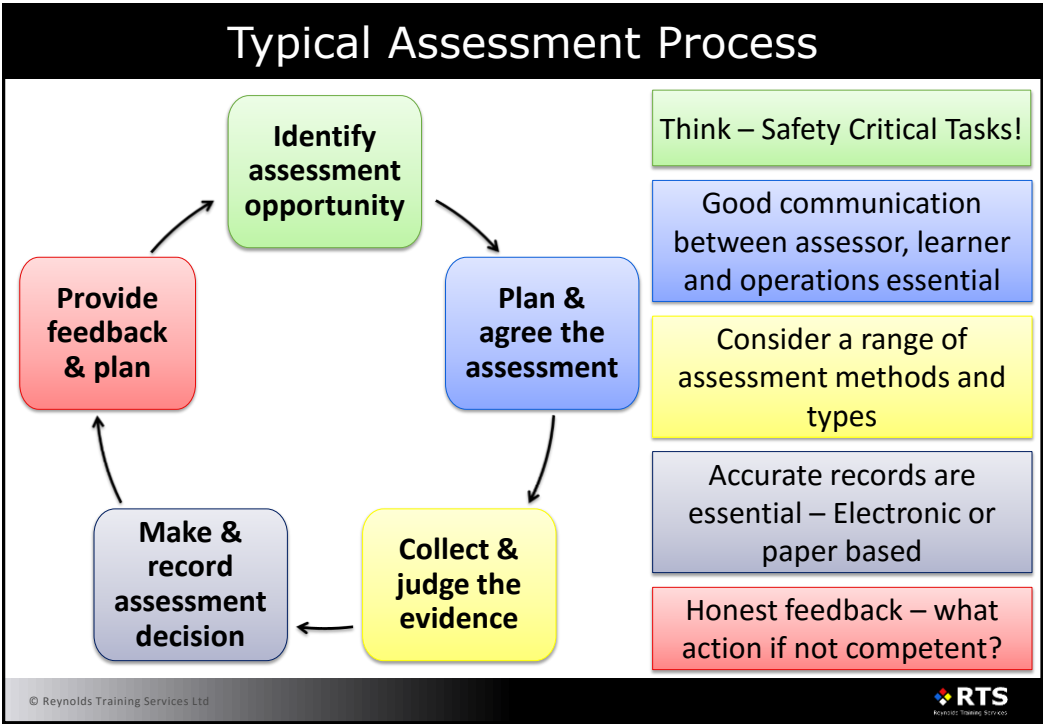 Typical Assessment Process
Identify
assessment
opportunity
Plan &
agree the
assessment
Collect &
judge the
evidence
Make &
record
assessment
decision
Provide
feedback
& plan
Think – Safety Critical Tasks!
Good communication
between assessor, learner
and operations essential
Consider a range of
assessment methods and
types
Accurate records are
essential – Electronic or
paper based
Honest feedback – what
action if not competent?
© Reynolds Training Services Ltd
RTS
Reynolds Training Services